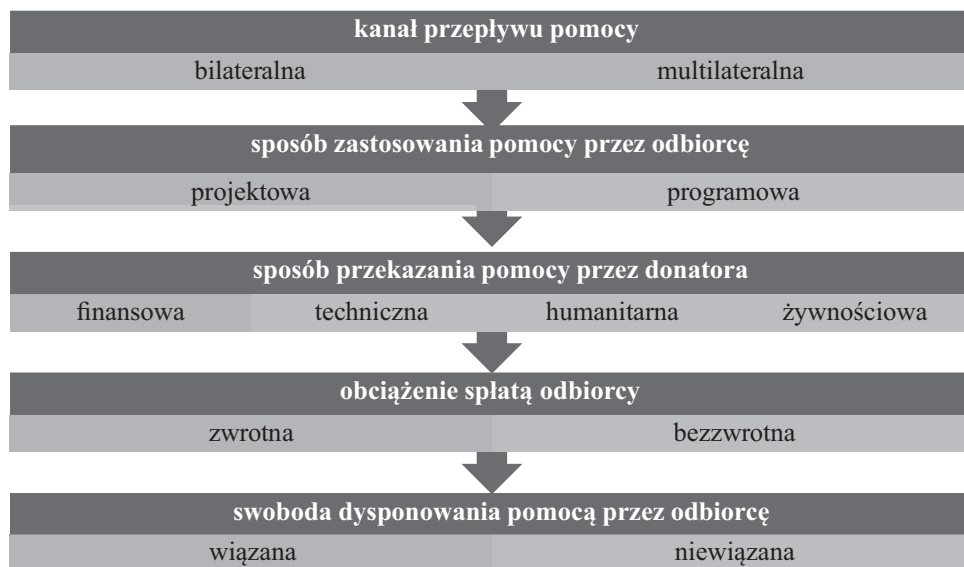 kanał przepływu pomocy
bilateralna multilateralna
sposób zastosowania pomocy przez odbiorcę
projektowa programowa
sposób przekazania pomocy przez donatora
finansowa techniczna humanitarna żywnościowa
obciążenie spłatą odbiorcy
zwrotna bezzwrotna
swoboda dysponowania pomocą przez odbiorcę
wiązana niewiązana